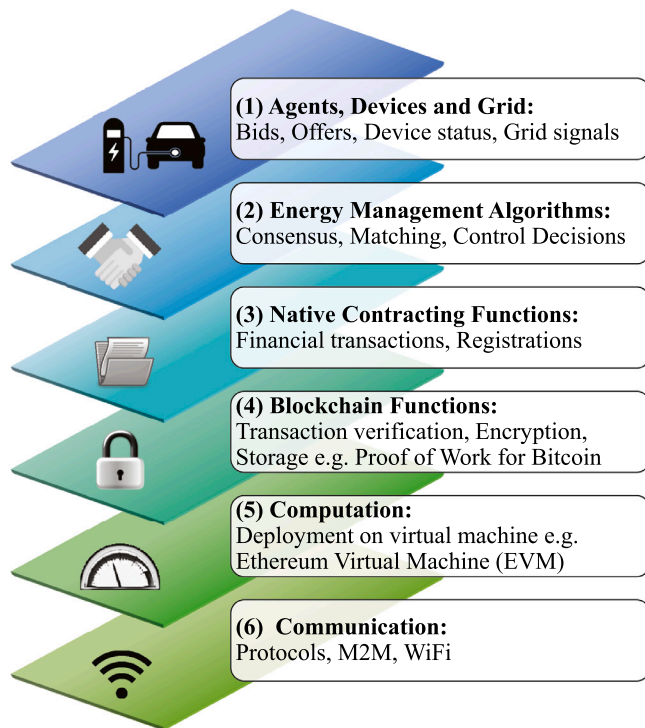 (1) Agents, Devices and Grid:
Bids, Offers, Device status, Grid signals
(2) Energy Management Algorithms:
Consensus, Matching, Control Decisions
(3) Native Contracting Functions:
Financial transactions, Registrations
(4) Blockchain Functions:
Transaction verification, Encryption,
Storage e.g. Proof of Work for Bitcoin
(5) Computation:
Deployment on virtual machine e.g.
Ethereum Virtual Machine (EVM)
(6) Communication:
Protocols, M2M, WiFi